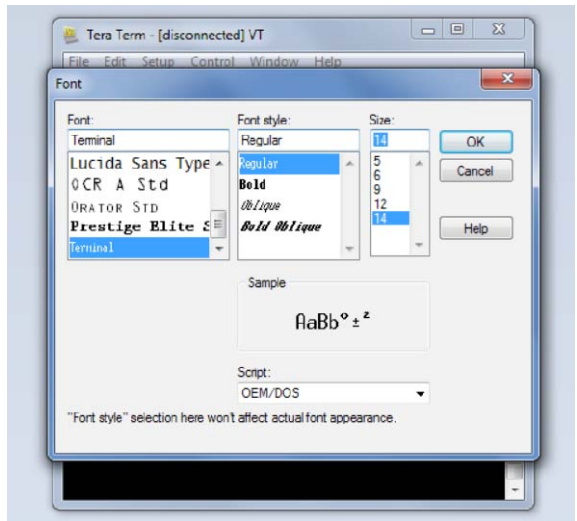 Tera Term - [disconnected] VT
File Edit Setup Control Window Help
Font
Font: Font style: Size:
Terminal Regular 14
Lucida Sans Type
OCR A Std
Orator Std
Prestige Elite S
Terminal
Regular
Bold
Oblique
Bold Oblique
5
6
9
12
14
OK
Cancel
Help
Sample
AaBb°±²
Script:
OEM/DOS
"Font style" selection here won't affect actual font appearance.